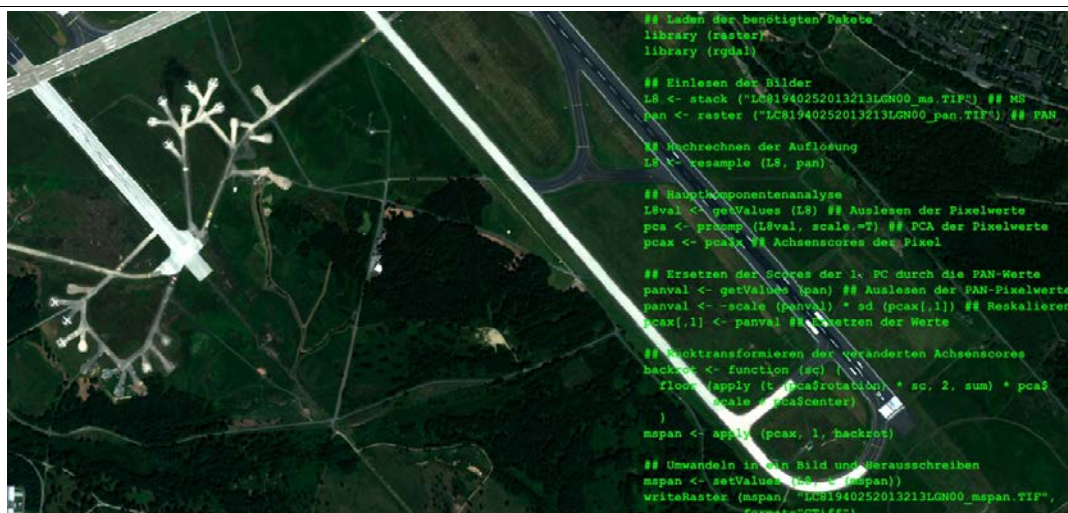 ## Laden der benötigten Pakete
library (raster)
library (rgdal)
## Einlesen der Bilder
L8 <- stack ("LC81940252013213LGN00_ms.TIF") ## MS
pan <- raster ("LC81940252013213LGN00_pan.TIF") ## PAN
## Hochrechnen der Auflösung
L8 <- resample (L8, pan)
## Hauptkomponentenanalyse
L8val <- getValues (L8) ## Auslesen der Pixelwerte
pca <- prcomp (L8val, scale.=T) ## PCA der Pixelwerte
pcax <- pca$x ## Achsenscores der Pixel
## Ersetzen der Scores der 1. PC durch die PAN-Werte
panval <- getValues (pan) ## Auslesen der PAN-Pixelwerte
panval <- -scale (panval) * sd (pcax[,1]) ## Reskalieren
pcax[,1] <- panval ## Ersetzen der Werte
## Rücktransformieren der veränderten Achsenscores
backrot <- function (sc) {
floor (apply (t (pca$rotation) * sc, 2, sum) * pca$
scale + pca$center)
}
mspan <- apply (pcax, 1, backrot)
## Umwandeln in ein Bild und Herausschreiben
mspan <- setValues (L8, t (mspan))
writeRaster (mspan, "LC81940252013213LGN00_mspan.TIF",
format="GTiff")